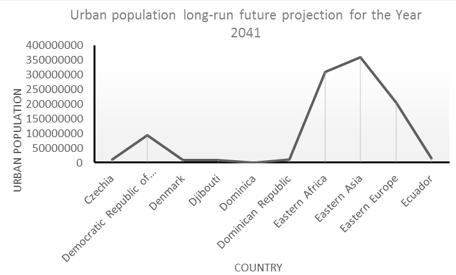 Urban population long-run future projection for the Year
2041
URBAN POPULATION
400000000
350000000
300000000
250000000
200000000
150000000
100000000
50000000
0
Czechia
Democratic Republic of...
Denmark
Djibouti
Dominica
Dominican Republic
Eastern Africa
Eastern Asia
Eastern Europe
Ecuador
COUNTRY